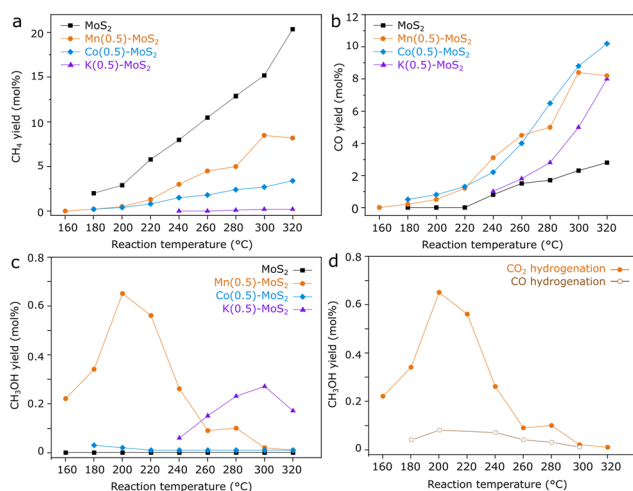 a
MoS2
Mn(0.5)-MoS2
Co(0.5)-MoS2
K(0.5)-MoS2
CH4 yield (mol%)
20
15
10
5
0
160 180 200 220 240 260 280 300 320
Reaction temperature (°C)
b
MoS2
Mn(0.5)-MoS2
Co(0.5)-MoS2
K(0.5)-MoS2
CO yield (mol%)
12
10
8
6
4
2
0
160 180 200 220 240 260 280 300 320
Reaction temperature (°C)
c
MoS2
Mn(0.5)-MoS2
Co(0.5)-MoS2
K(0.5)-MoS2
CH3OH yield (mol%)
0.8
0.6
0.4
0.2
0
160 180 200 220 240 260 280 300 320
Reaction temperature (°C)
d
CO2 hydrogenation
CO hydrogenation
CH3OH yield (mol%)
0.8
0.6
0.4
0.2
0
160 180 200 220 240 260 280 300 320
Reaction temperature (°C)